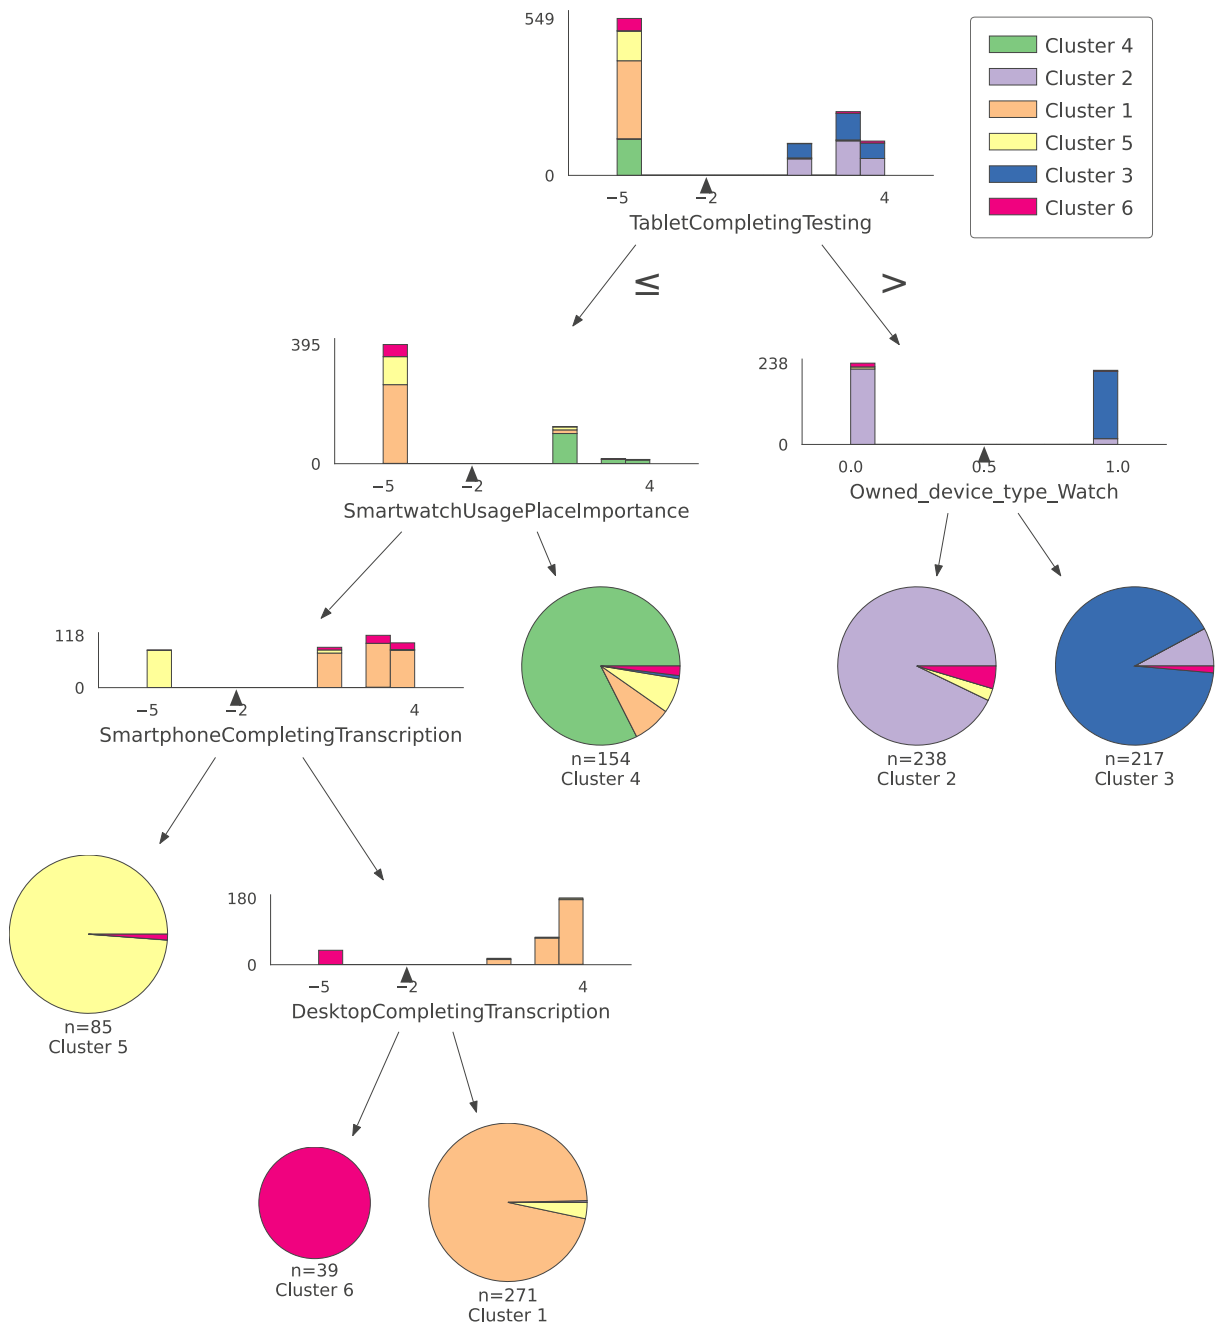 549
0
−5
−2
4
TabletCompletingTesting
Cluster 4
Cluster 2
Cluster 1
Cluster 5
Cluster 3
Cluster 6
≤
>
395
0
−5
−2
4
SmartwatchUsagePlaceImportance
238
0
0.0
0.5
1.0
Owned_device_type_Watch
118
0
−5
−2
4
SmartphoneCompletingTranscription
n=154
Cluster 4
n=238
Cluster 2
n=217
Cluster 3
n=85
Cluster 5
180
0
−5
−2
4
DesktopCompletingTranscription
n=39
Cluster 6
n=271
Cluster 1